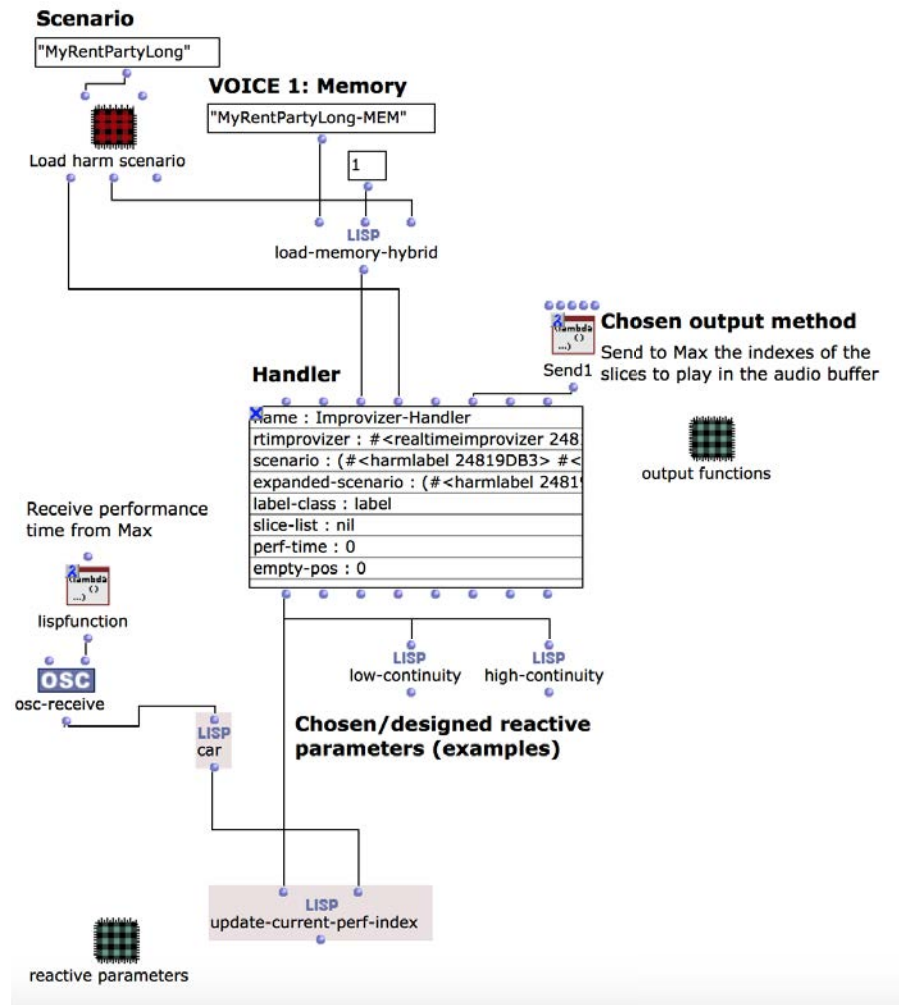 Scenario
"MyRentPartyLong"
VOICE 1: Memory
"MyRentPartyLong-MEM"
Load harm scenario
1
LISP
load-memory-hybrid
(lambda
()
...)
Chosen output method
Send1
Send to Max the indexes of the
slices to play in the audio buffer
output functions
Handler
name : Improvizer-Handler
rtimprovizer : #<realtimeimprovizer 248
scenario : (#<harmlabel 24819DB3> #<
expanded-scenario : (#<harmlabel 2481
label-class : label
slice-list : nil
perf-time : 0
empty-pos : 0
Receive performance
time from Max
(lambda
()
...)
lispfunction
OSC
osc-receive
LISP
low-continuity
LISP
high-continuity
Chosen/designed reactive
parameters (examples)
LISP
car
LISP
update-current-perf-index
reactive parameters